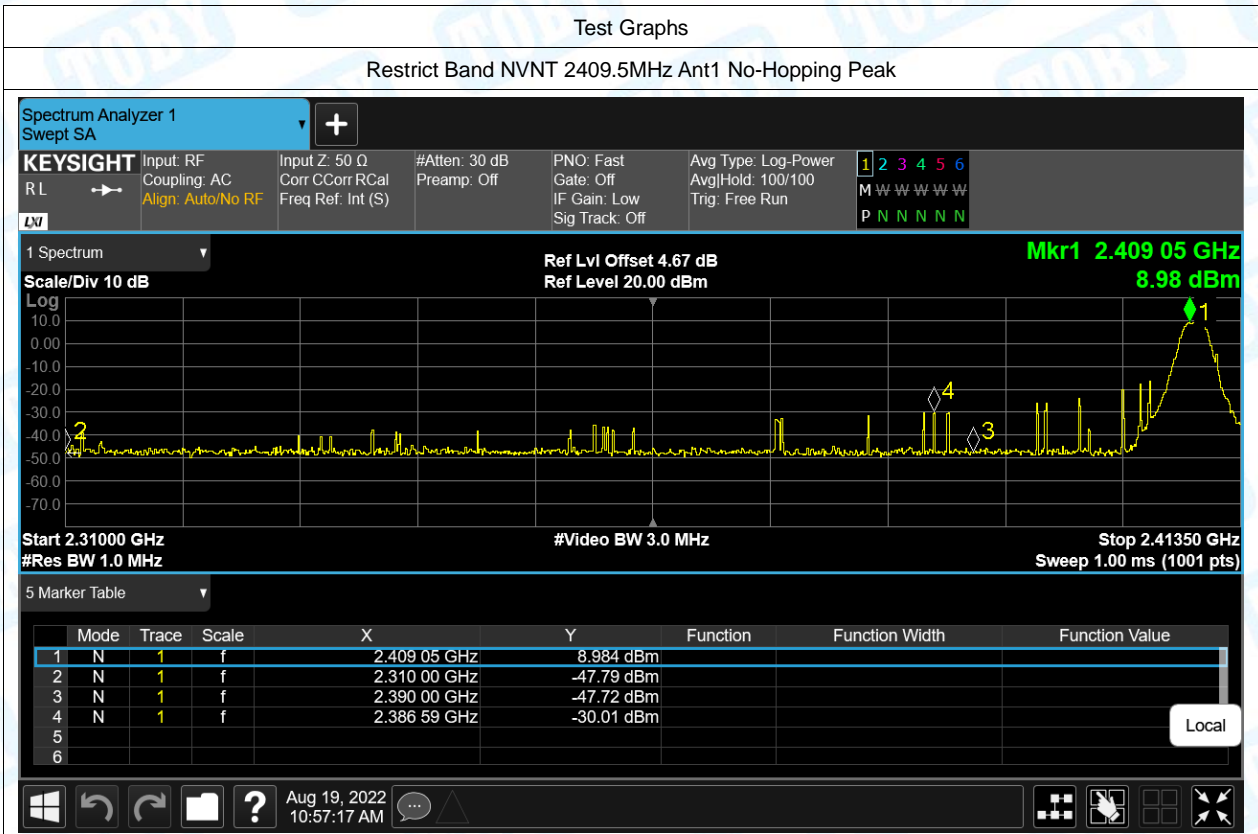 Test Graphs
Restrict Band NVNT 2409.5MHz Ant1 No-Hopping Peak
Spectrum Analyzer 1
Swept SA
+
KEYSIGHT
RL
LXI
Input: RF
Coupling: AC
Align: Auto/No RF
Input Z: 50 Ω
Corr CCorr RCal
Freq Ref: Int (S)
#Atten: 30 dB
Preamp: Off
PNO: Fast
Gate: Off
IF Gain: Low
Sig Track: Off
Avg Type: Log-Power
Avg|Hold: 100/100
Trig: Free Run
1 2 3 4 5 6
M W W W W W W
P N N N N N N
1 Spectrum
Ref Lvl Offset 4.67 dB
Mkr1 2.409 05 GHz
Scale/Div 10 dB
Ref Level 20.00 dBm
8.98 dBm
Log
10.0
0.00
-10.0
-20.0
-30.0
-40.0
-50.0
-60.0
-70.0
1
2
4
3
Start 2.31000 GHz
#Video BW 3.0 MHz
Stop 2.41350 GHz
#Res BW 1.0 MHz
Sweep 1.00 ms (1001 pts)
5 Marker Table
Mode Trace Scale X Y Function Function Width Function Value
1 N 1 f 2.409 05 GHz 8.984 dBm
2 N 1 f 2.310 00 GHz -47.79 dBm
3 N 1 f 2.390 00 GHz -47.72 dBm
4 N 1 f 2.386 59 GHz -30.01 dBm
5
6
Local
?
Aug 19, 2022
10:57:17 AM
TOBY